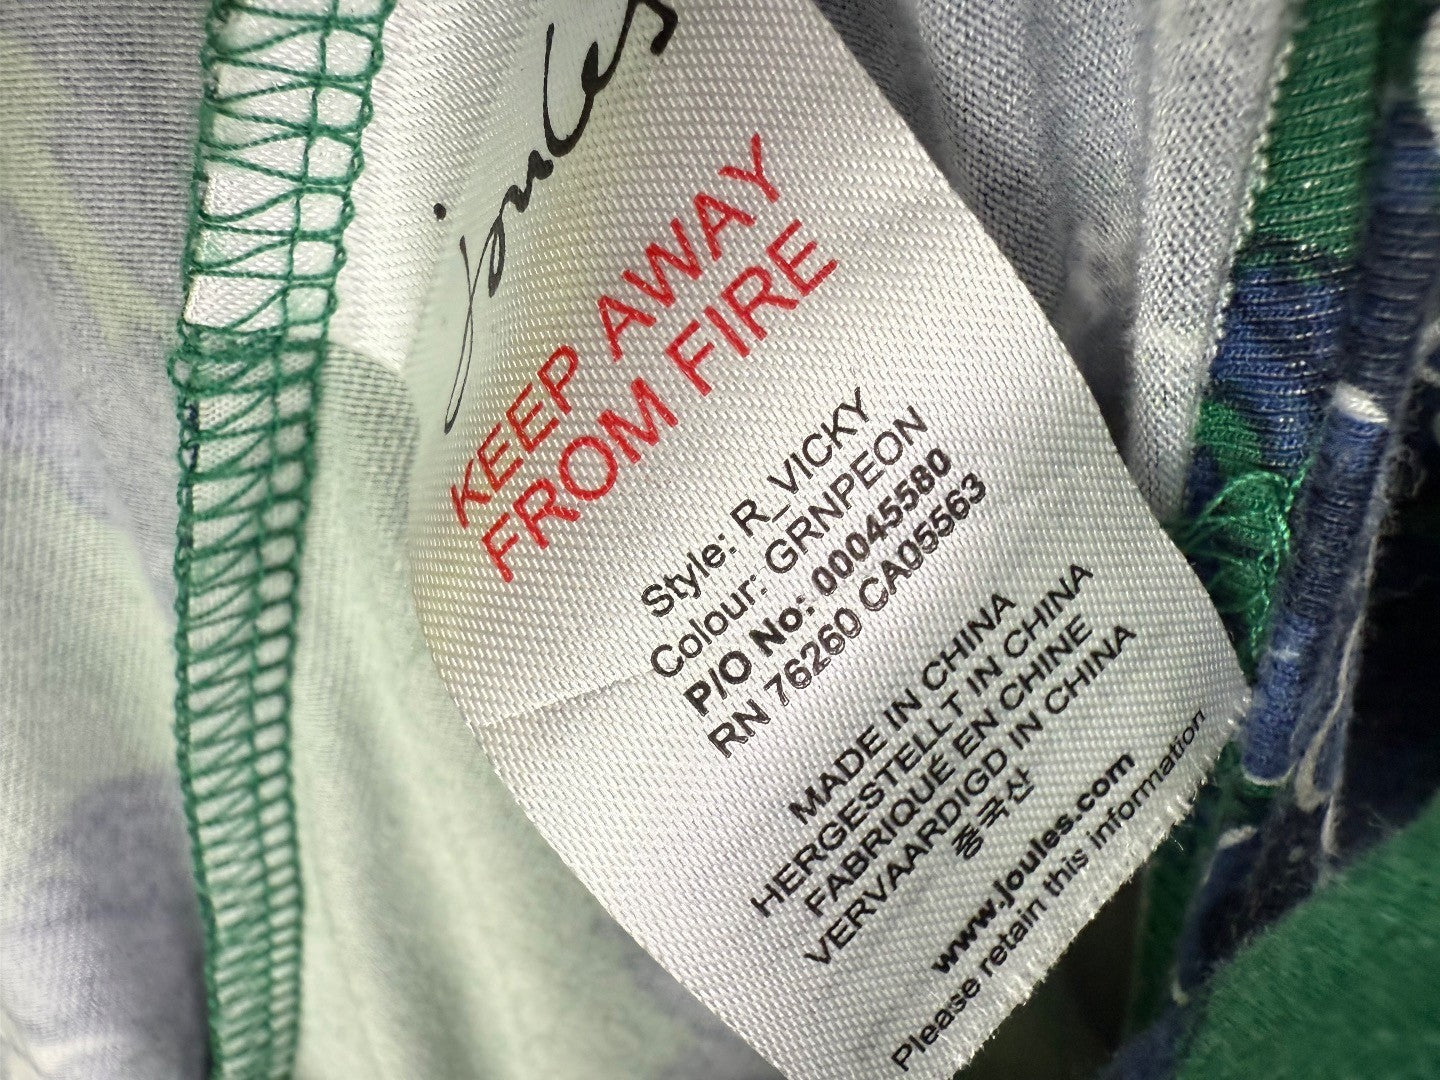 Joules
KEEP AWAY
FROM FIRE
Style: R_VICKY
Colour: GRNPEON
P/O No: 00045580
RN 76260 CA05563
MADE IN CHINA
HERGESTELLT IN CHINA
FABRIQUÉ EN CHINE
VERVAARDIGD IN CHINA
중국산
www.joules.com
Please retain this information